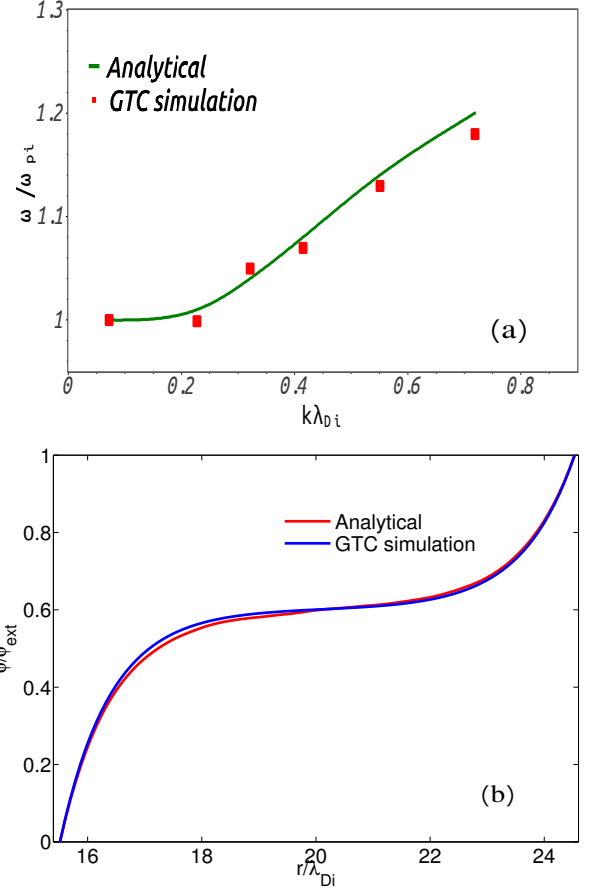 1.3
Analytical
GTC simulation
1.2
ω/ω pi
1.1
1
(a)
0
0.2
0.4
0.6
0.8
kλDi
1
Analytical
GTC simulation
0.8
0.6
φ/φext
0.4
0.2
(b)
0
16
18
20
22
24
r/λDi